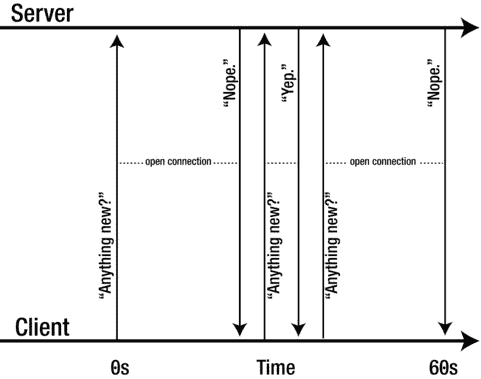 Server
“Nope.”
“Yep.”
“Nope.”
open connection
open connection
“Anything new?”
“Anything new?”
“Anything new?”
Client
0s
Time
60s